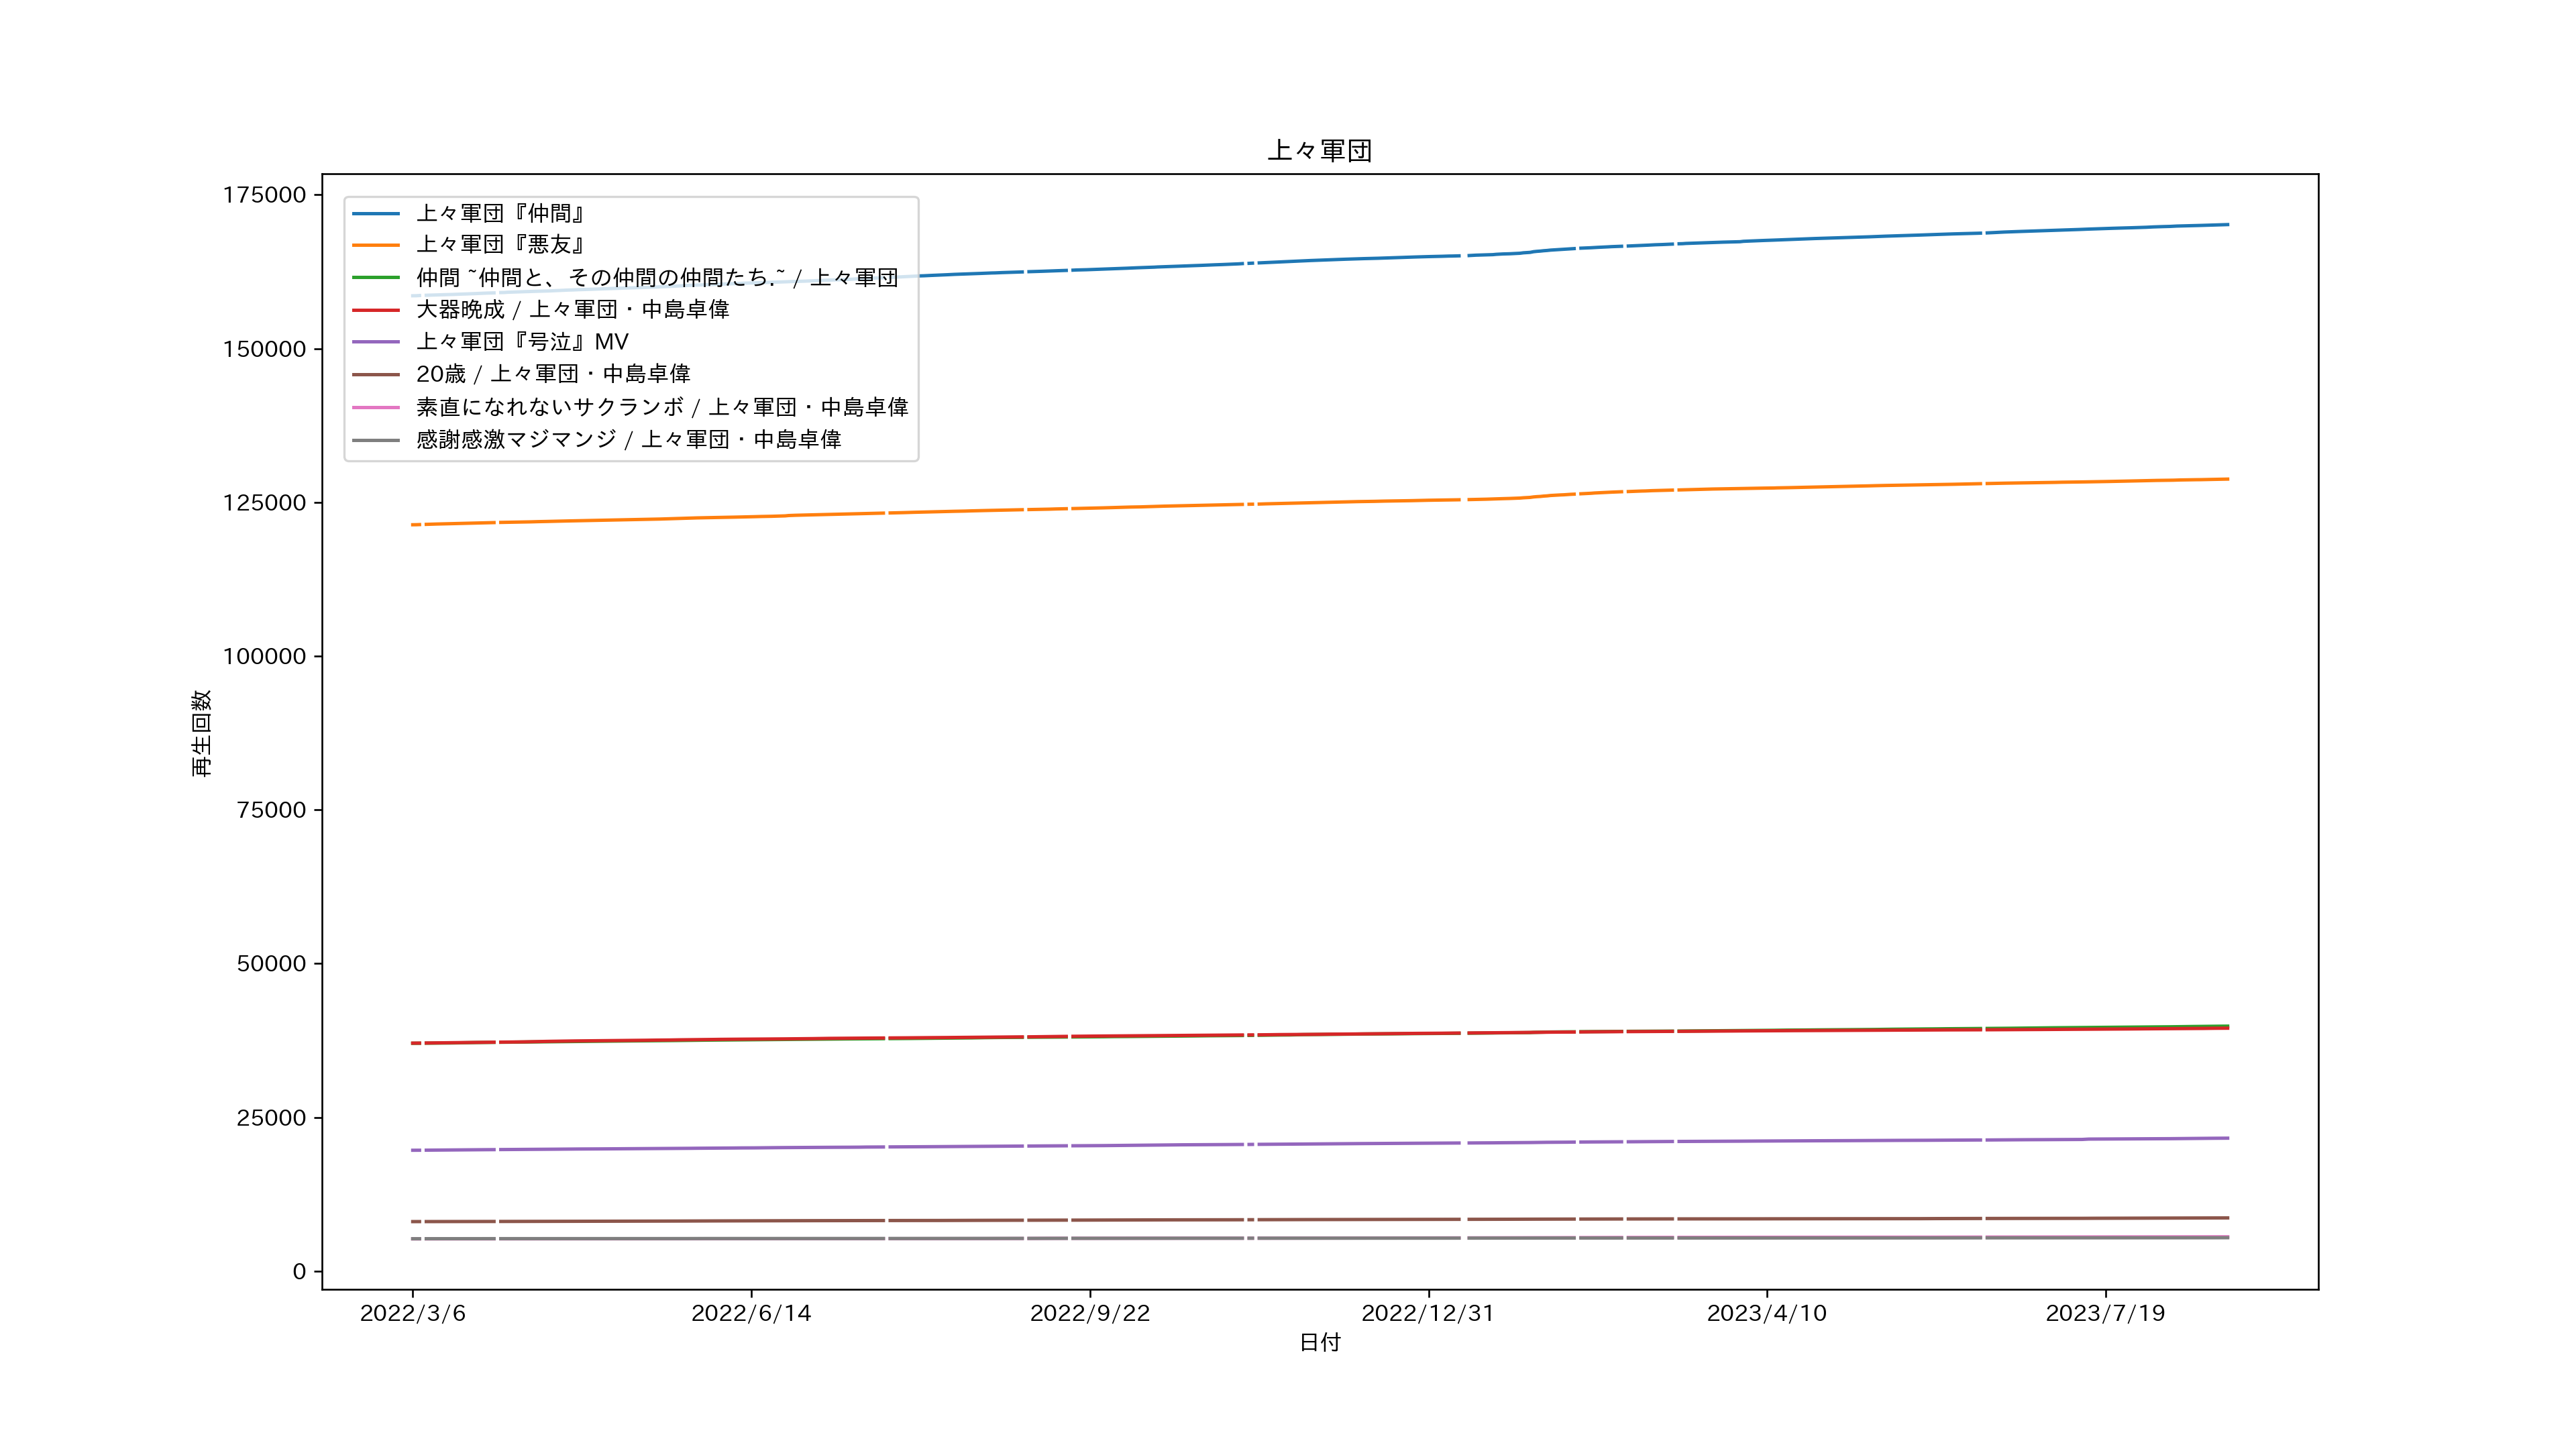 上々軍団
175000
150000
125000
100000
75000
50000
25000
0
再生回数
上々軍団『仲間』
上々軍団『悪友』
仲間 ~仲間と、その仲間の仲間たち.~ / 上々軍団
大器晩成 / 上々軍団・中島卓偉
上々軍団『号泣』MV
20歳 / 上々軍団・中島卓偉
素直になれないサクランボ / 上々軍団・中島卓偉
感謝感激マジマンジ / 上々軍団・中島卓偉
2022/3/6
2022/6/14
2022/9/22
2022/12/31
2023/4/10
2023/7/19
日付